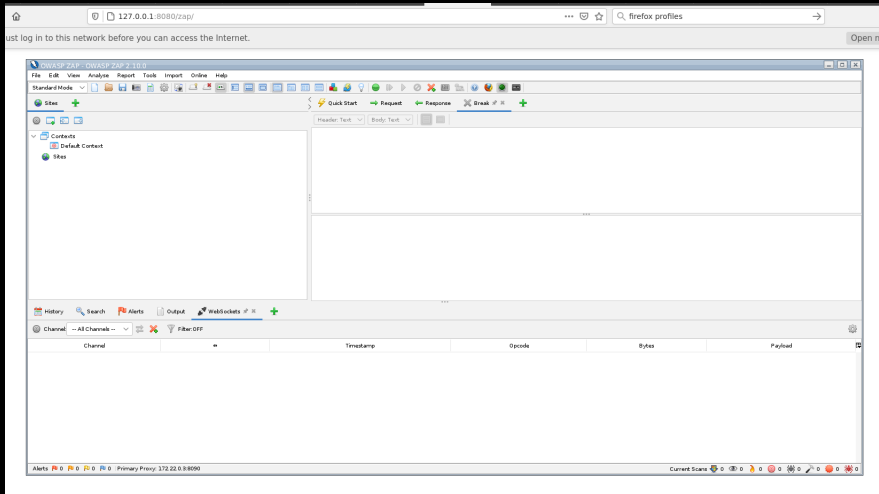 127.0.0.1:8080/zap/
firefox profiles
ust log in to this network before you can access the Internet.
Open n
OWASP ZAP - OWASP ZAP 2.10.0
File Edit View Analyse Report Tools Import Online Help
Standard Mode
Sites
Quick Start Request Response Break
Header: Text Body: Text
Contexts
Default Context
Sites
History Search Alerts Output WebSockets
Channel: -- All Channels -- Filter:OFF
Channel Timestamp Opcode Bytes Payload
Alerts 0 0 0 0 Primary Proxy: 172.22.0.3:8090 Current Scans 0 0 0 0 0 0 0 0